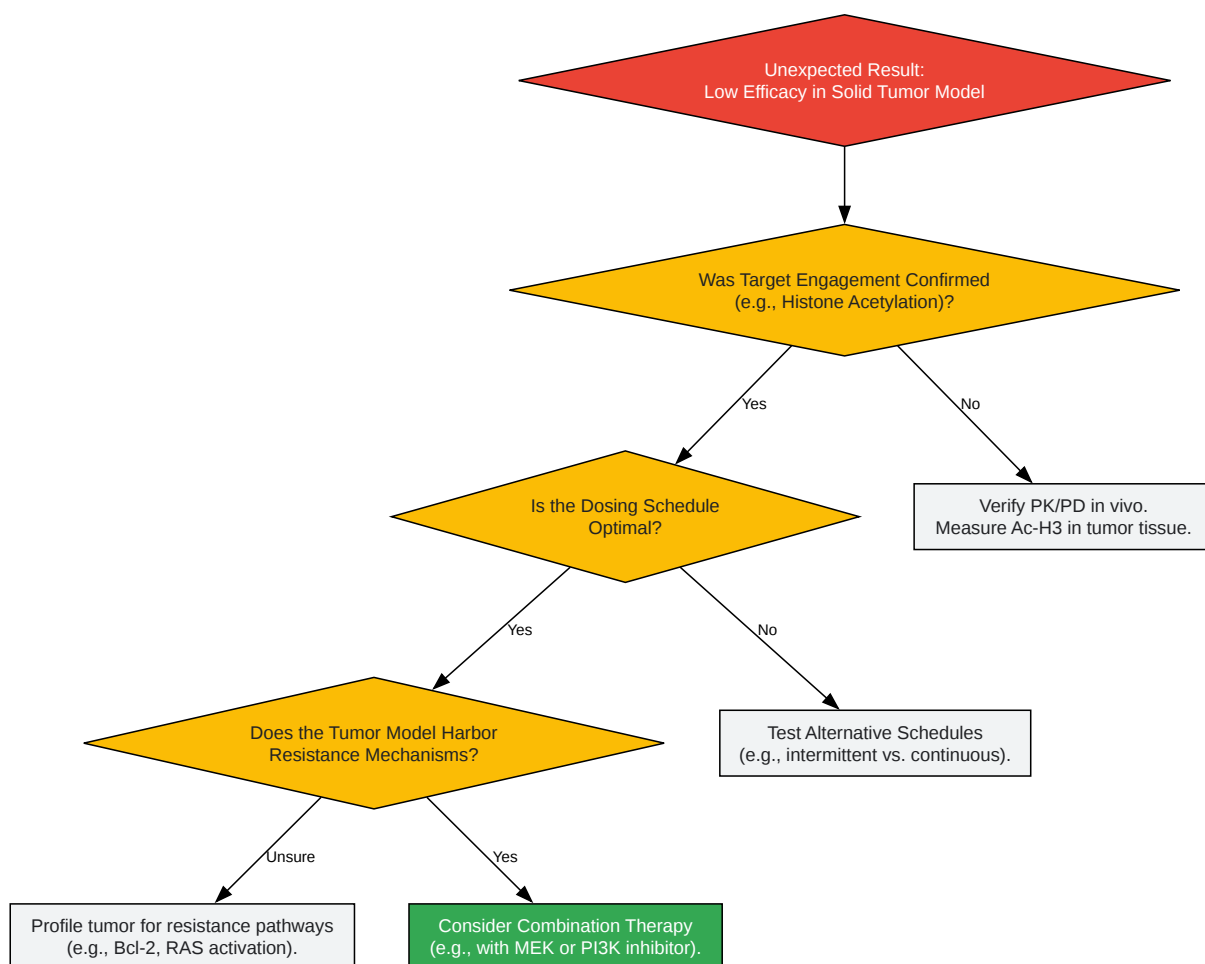 Unexpected Result:
Low Efficacy in Solid Tumor Model
Was Target Engagement Confirmed
(e.g., Histone Acetylation)?
Yes
No
Is the Dosing Schedule
Optimal?
Verify PK/PD in vivo.
Measure Ac-H3 in tumor tissue.
Yes
No
Does the Tumor Model Harbor
Resistance Mechanisms?
Test Alternative Schedules
(e.g., intermittent vs. continuous).
Unsure
Yes
Profile tumor for resistance pathways
(e.g., Bcl-2, RAS activation).
Consider Combination Therapy
(e.g., with MEK or PI3K inhibitor).